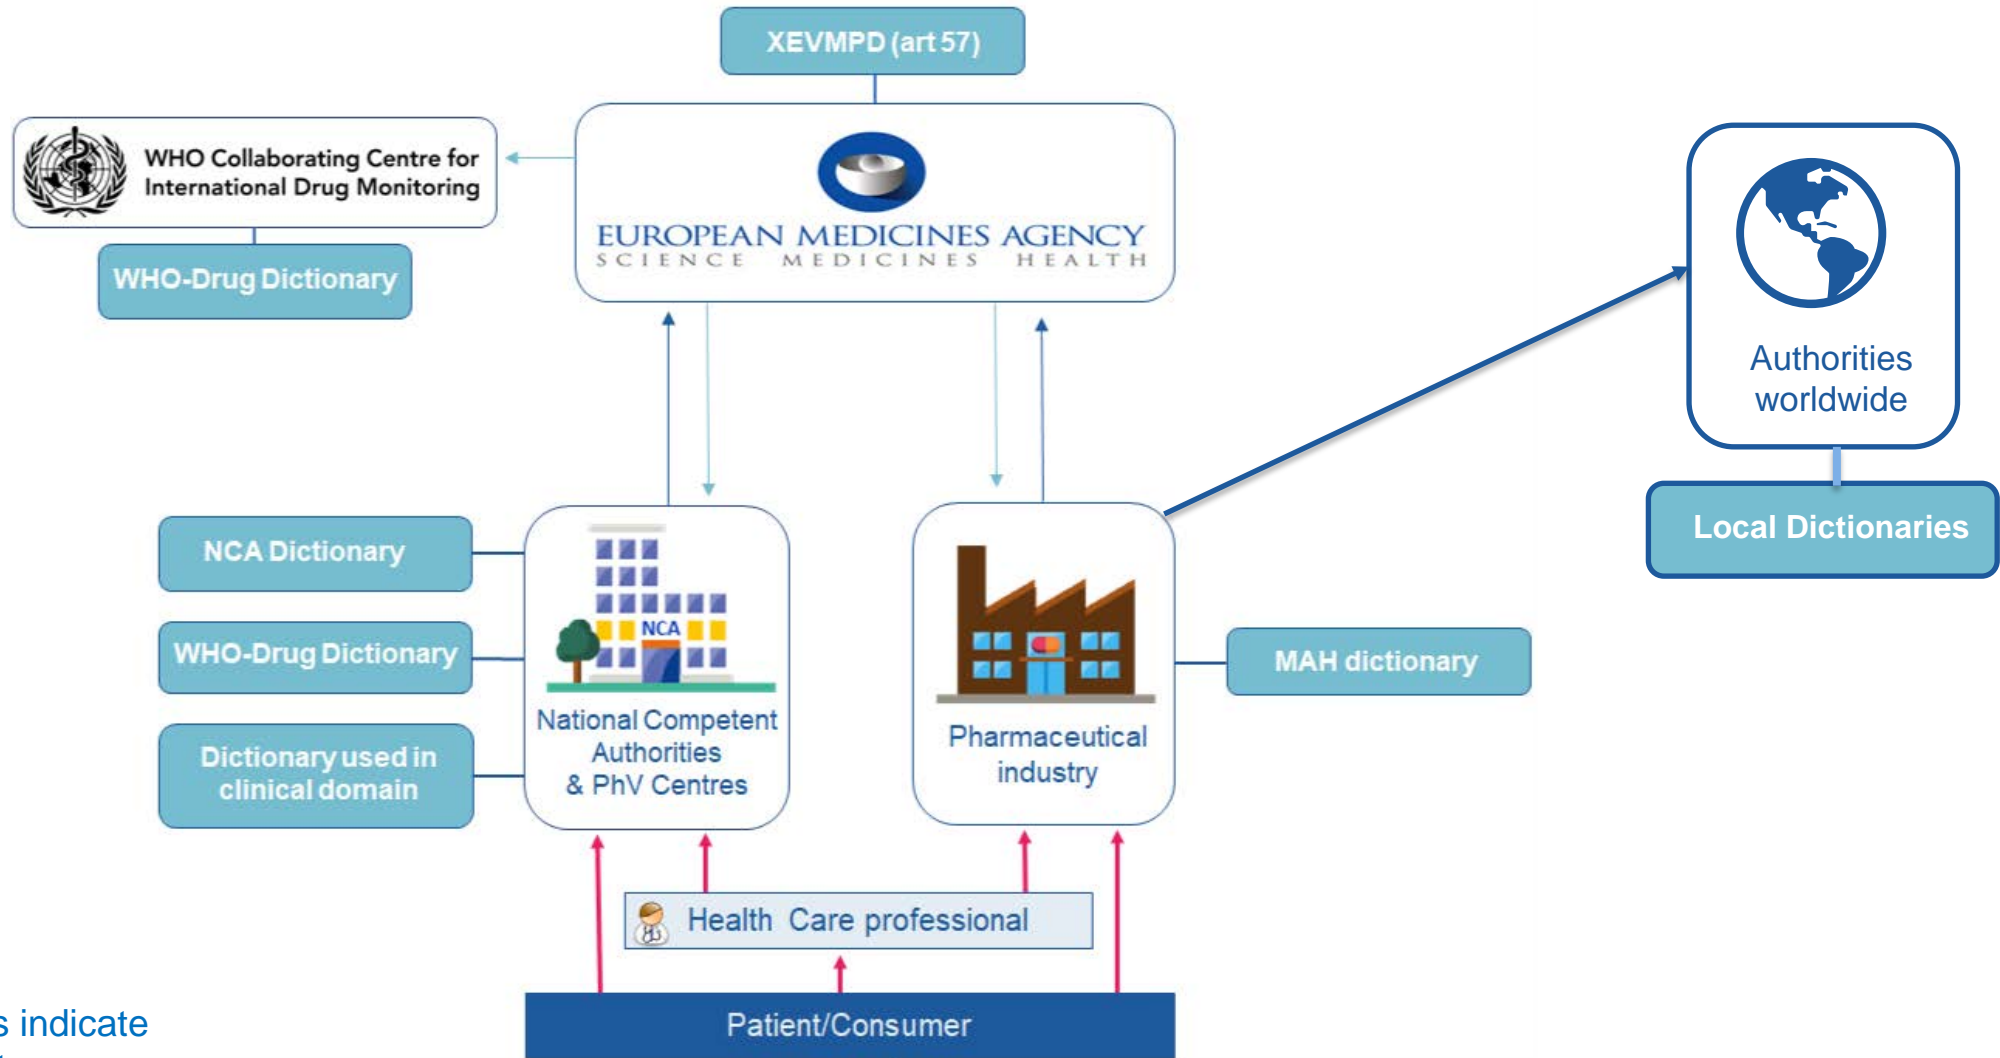 XEVMPD (art 57)
WHO Collaborating Centre for
International Drug Monitoring
WHO-Drug Dictionary
EUROPEAN MEDICINES AGENCY
SCIENCE MEDICINES HEALTH
Authorities
worldwide
Local Dictionaries
NCA Dictionary
WHO-Drug Dictionary
Dictionary used in
clinical domain
NCA
National Competent
Authorities
& PhV Centres
Pharmaceutical
industry
MAH dictionary
Health Care professional
Patient/Consumer
s indicate